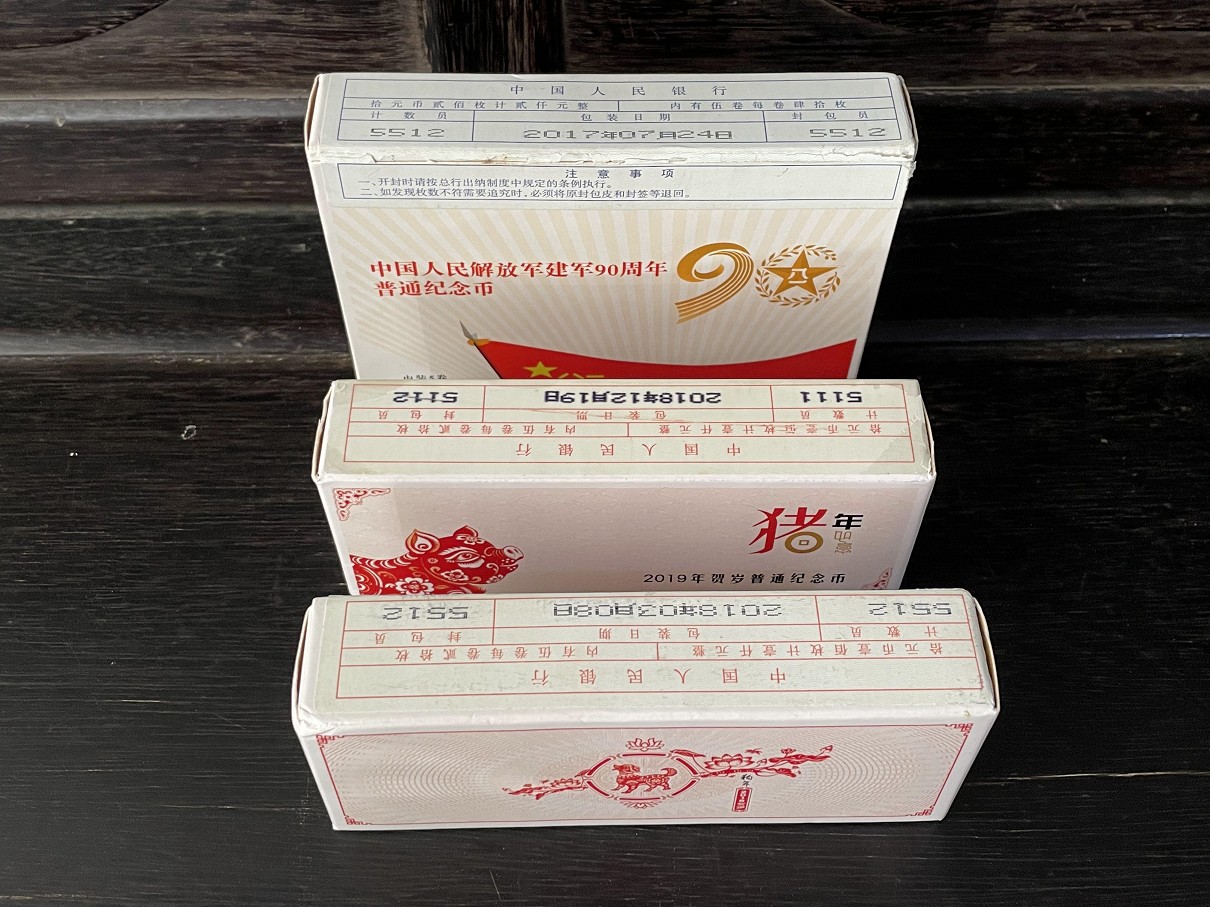 中国人民银行
拾元币贰佰枚计贰仟元整 内有伍卷每卷肆拾枚
计数员 包装日期 封包员
5512 2017年07月24日 5512
注意事项
一、开封时请按总行出纳制度中规定的条例执行。
二、如发现枚数不符需要追究时,必须将原封包皮和封签等退回。
中国人民解放军建军90周年
普通纪念币
90
八
八一
内装5卷
中国人民银行
拾元币壹佰枚计壹仟元整 内有伍卷每卷贰拾枚
计数员 包装日期 封包员
5111 2018年12月19日 5112
猪年
2019年贺岁普通纪念币
中国人民银行
拾元币壹佰枚计壹仟元整 内有伍卷每卷贰拾枚
计数员 包装日期 封包员
5512 2018年03月08日 5512
狗年